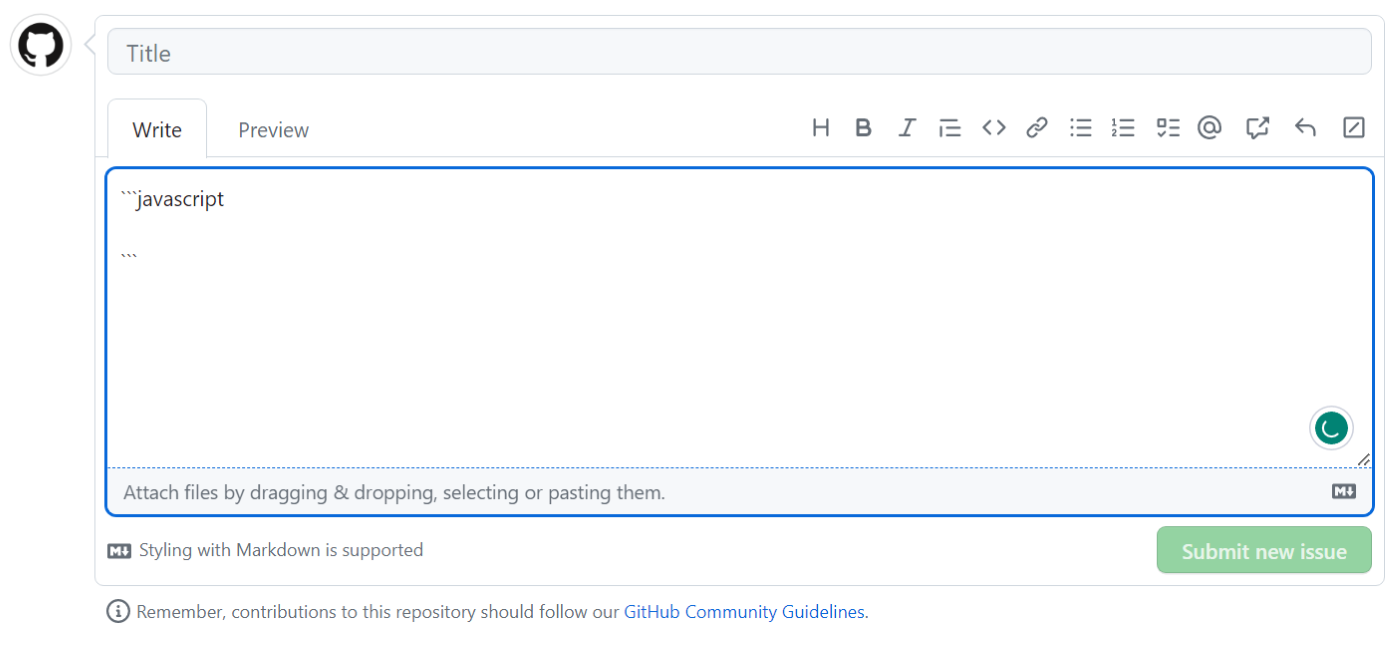 Title
Write Preview
```javascript
```
Attach files by dragging & dropping, selecting or pasting them.
Styling with Markdown is supported
Submit new issue
Remember, contributions to this repository should follow our GitHub Community Guidelines.